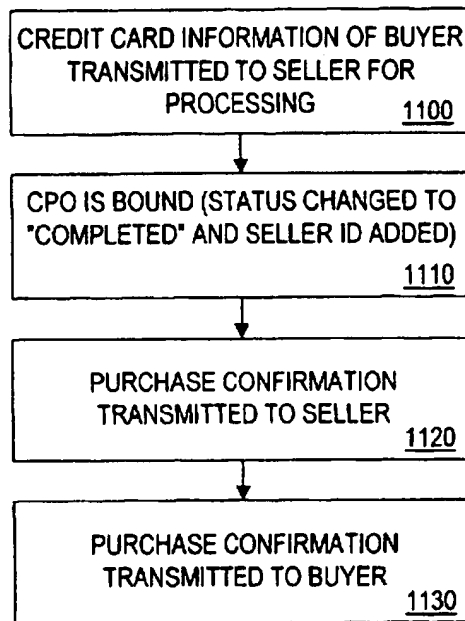 CREDIT CARD INFORMATION OF BUYER
TRANSMITTED TO SELLER FOR
PROCESSING
1100
CPO IS BOUND (STATUS CHANGED TO
"COMPLETED" AND SELLER ID ADDED)
1110
PURCHASE CONFIRMATION
TRANSMITTED TO SELLER
1120
PURCHASE CONFIRMATION
TRANSMITTED TO BUYER
1130